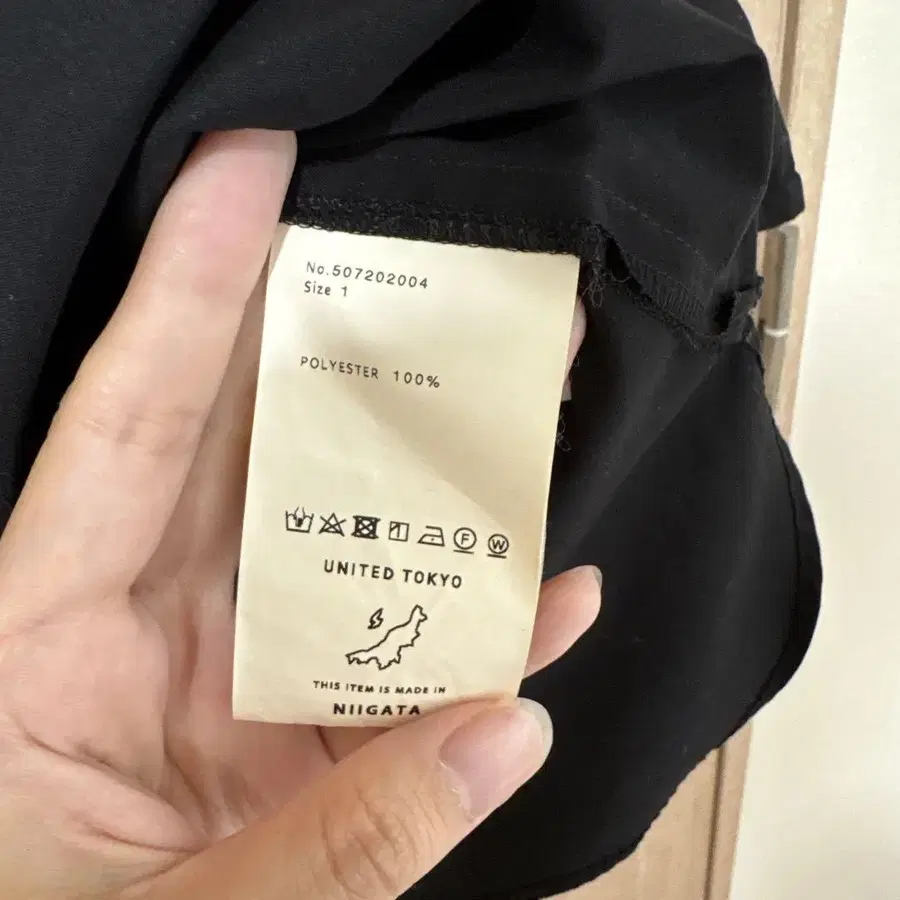 No.507202004
Size 1
POLYESTER 100%
F W
UNITED TOKYO
THIS ITEM IS MADE IN
NIIGATA